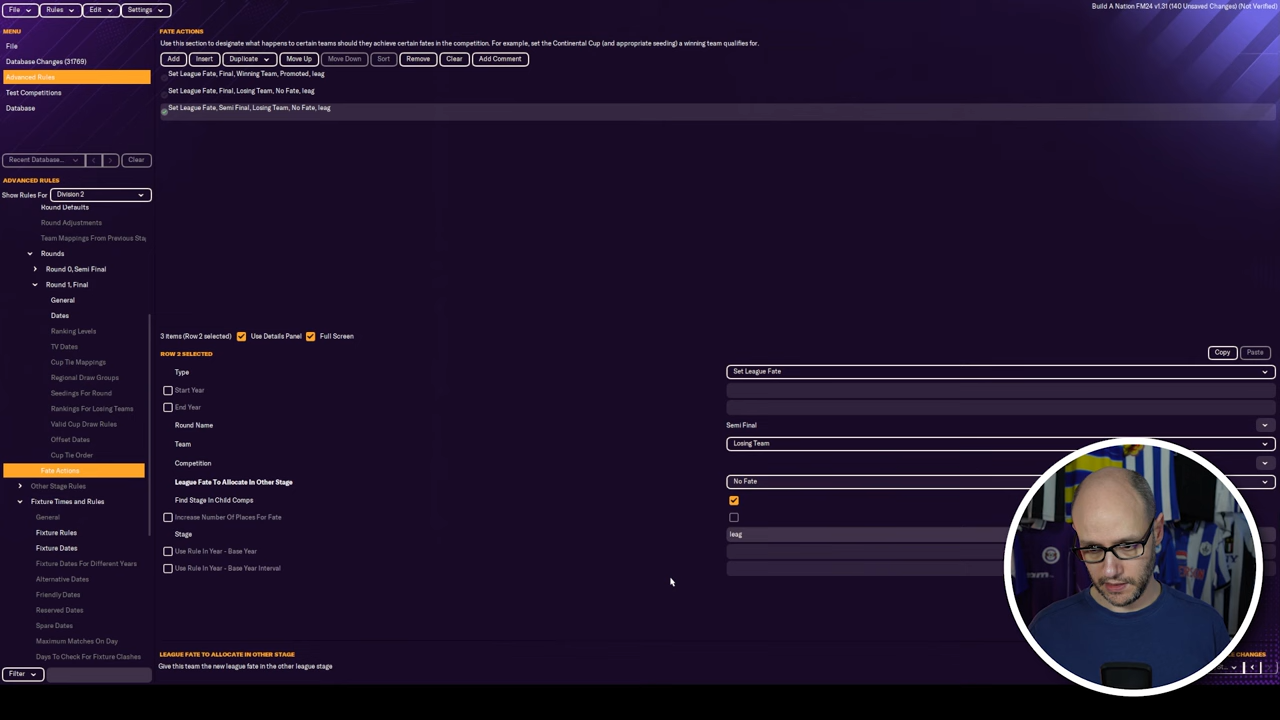 File Rules Edit Settings
Build A Nation FM24 v1.31 (140 Unsaved Changes) (Not Verified)
MENU
File
Database Changes (31769)
Advanced Rules
Test Competitions
Database
Recent Database...
Clear
ADVANCED RULES
Show Rules For Division 2
Round Defaults
Round Adjustments
Team Mappings From Previous Stag
Rounds
Round 0, Semi Final
Round 1, Final
General
Dates
Ranking Levels
TV Dates
Cup Tie Mappings
Regional Draw Groups
Seedings For Round
Rankings For Losing Teams
Valid Cup Draw Rules
Offset Dates
Cup Tie Order
Fate Actions
Other Stage Rules
Fixture Times and Rules
General
Fixture Rules
Fixture Dates
Fixture Dates For Different Years
Alternative Dates
Friendly Dates
Reserved Dates
Spare Dates
Maximum Matches On Day
Days To Check For Fixture Clashes
Filter
FATE ACTIONS
Use this section to designate what happens to certain teams should they achieve certain fates in the competition. For example, set the Continental Cup (and appropriate seeding) a winning team qualifies for.
Add Insert Duplicate Move Up Move Down Sort Remove Clear Add Comment
Set League Fate, Final, Winning Team, Promoted, leag
Set League Fate, Final, Losing Team, No Fate, leag
Set League Fate, Semi Final, Losing Team, No Fate, leag
3 items (Row 2 selected) Use Details Panel Full Screen
ROW 2 SELECTED
Copy Paste
Type Set League Fate
Start Year
End Year
Round Name Semi Final
Team Losing Team
Competition
League Fate To Allocate In Other Stage No Fate
Find Stage In Child Comps
Increase Number Of Places For Fate
Stage leag
Use Rule In Year - Base Year
Use Rule In Year - Base Year Interval
LEAGUE FATE TO ALLOCATE IN OTHER STAGE
Give this team the new league fate in the other league stage
CHANGES